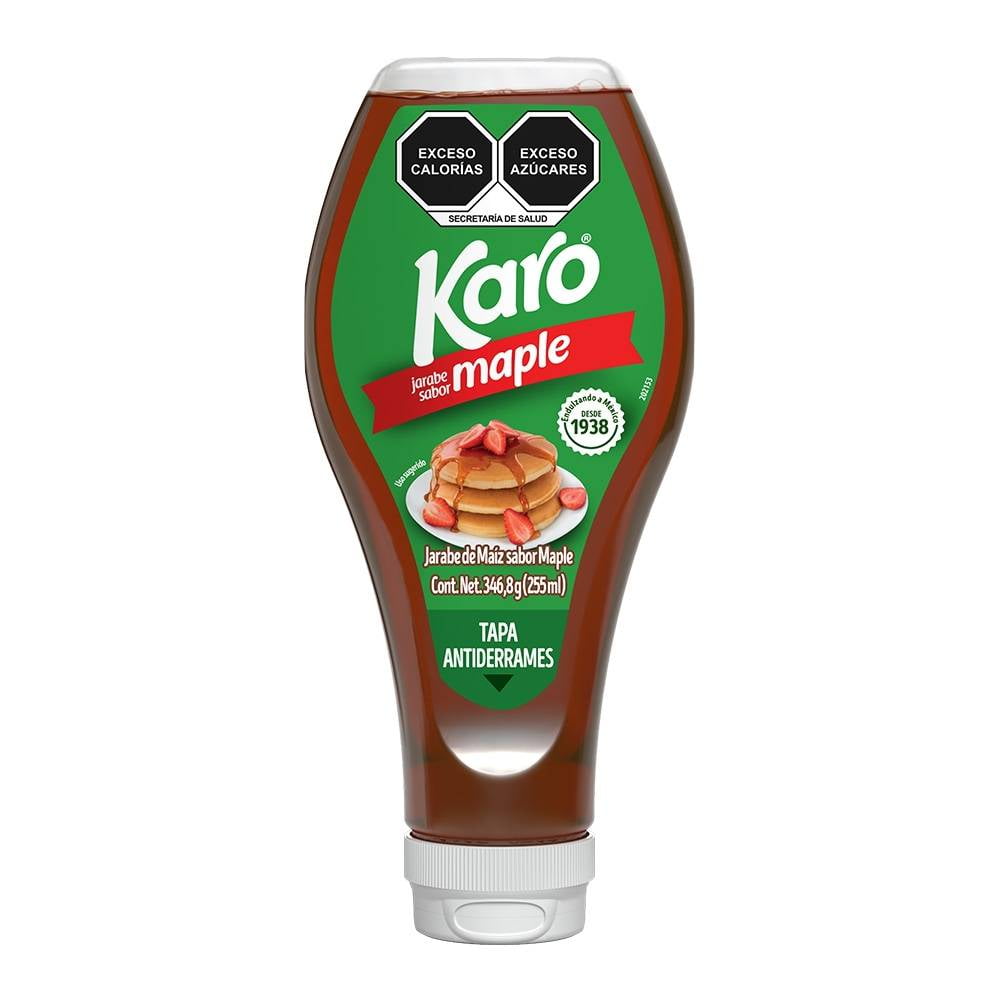 EXCESO
CALORÍAS
EXCESO
AZÚCARES
SECRETARÍA DE SALUD
Karo®
jarabe
sabor
maple
202153
Endulzando a México
DESDE
1938
Uso sugerido
Jarabe de Maíz sabor Maple
Cont. Net. 346,8 g (255 ml)
TAPA
ANTIDERRAMES